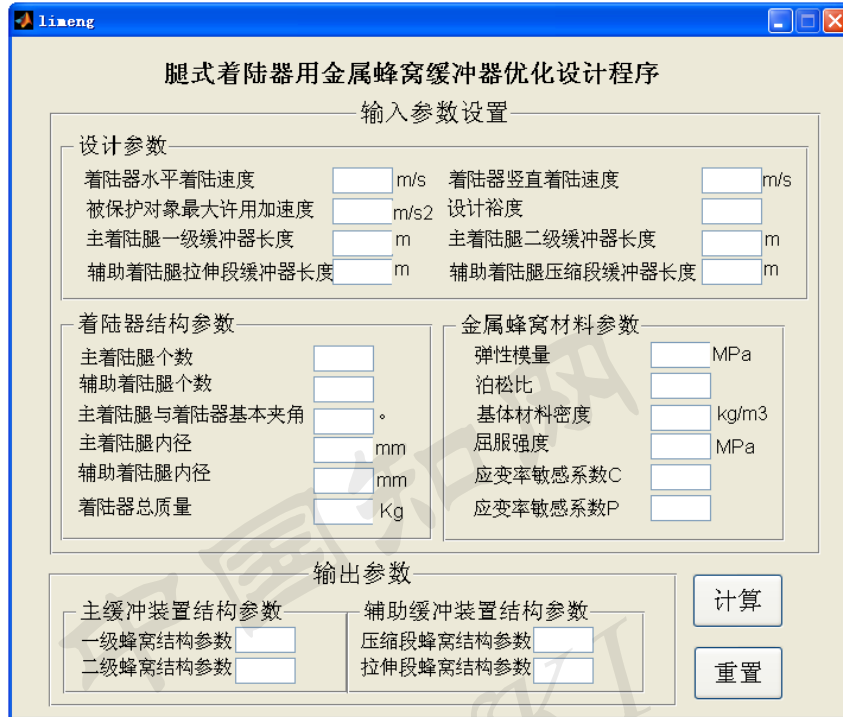 limeng
腿式着陆器用金属蜂窝缓冲器优化设计程序
输入参数设置
设计参数
着陆器水平着陆速度 m/s 着陆器竖直着陆速度 m/s
被保护对象最大许用加速度 m/s2 设计裕度
主着陆腿一级缓冲器长度 m 主着陆腿二级缓冲器长度 m
辅助着陆腿拉伸段缓冲器长度 m 辅助着陆腿压缩段缓冲器长度 m
着陆器结构参数
主着陆腿个数
辅助着陆腿个数
主着陆腿与着陆器基本夹角 °
主着陆腿内径 mm
辅助着陆腿内径 mm
着陆器总质量 Kg
金属蜂窝材料参数
弹性模量 MPa
泊松比
基体材料密度 kg/m3
屈服强度 MPa
应变率敏感系数C
应变率敏感系数P
输出参数
主缓冲装置结构参数
一级蜂窝结构参数
二级蜂窝结构参数
辅助缓冲装置结构参数
压缩段蜂窝结构参数
拉伸段蜂窝结构参数
计算
重置
中国知网